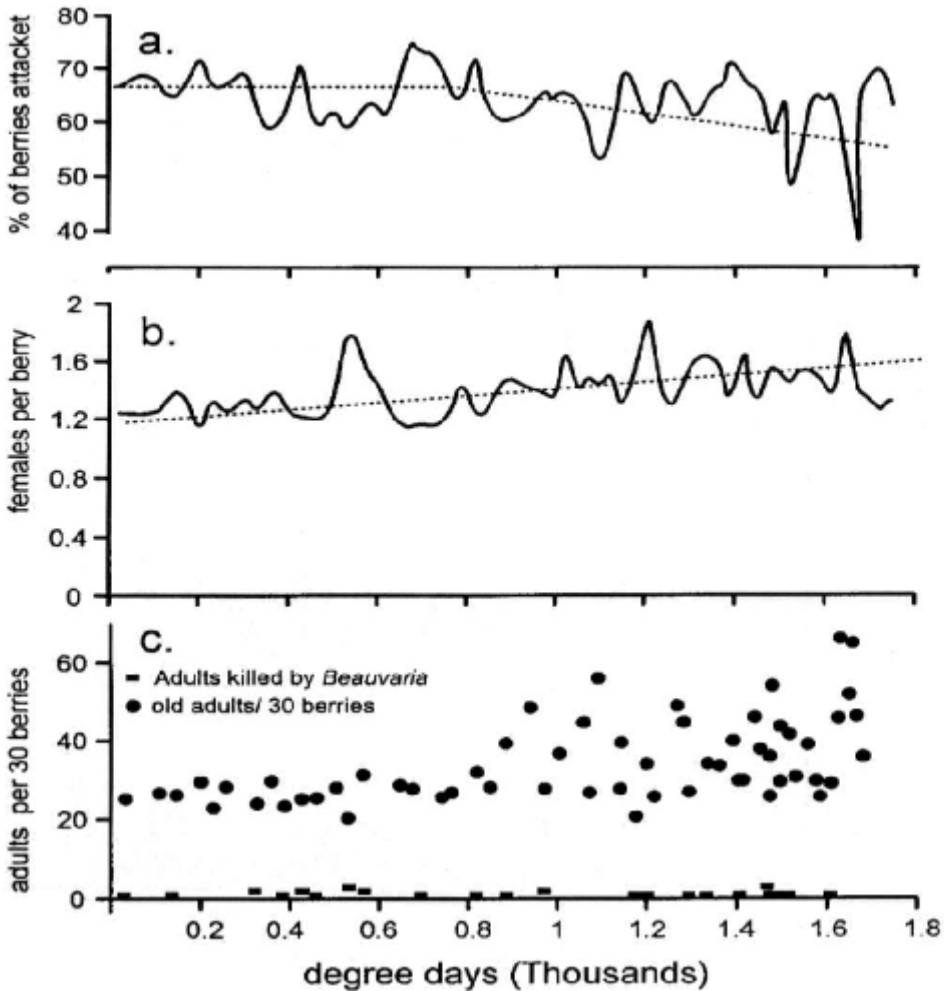 a.
% of berries attacket
80
70
60
50
40
b.
females per berry
2
1.6
1.2
0.8
0.4
0
c.
Adults killed by Beauvaria
old adults/ 30 berries
adults per 30 berries
60
40
20
0
0.2 0.4 0.6 0.8 1 1.2 1.4 1.6 1.8
degree days (Thousands)